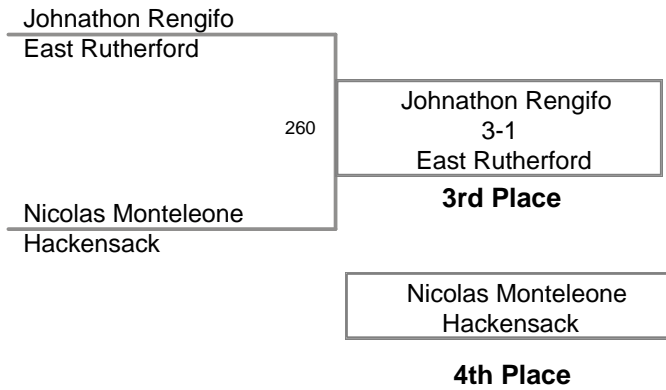 Johnathon Rengifo
East Rutherford
260
Johnathon Rengifo
3-1
East Rutherford
3rd Place
Nicolas Monteleone
Hackensack
Nicolas Monteleone
Hackensack
4th Place